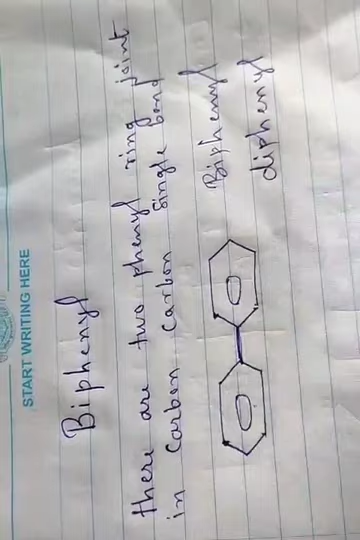 START WRITING HERE
Biphenyl
there are two phenyl ring joint
in carbon carbon single bond
Biphenyl
diphenyl